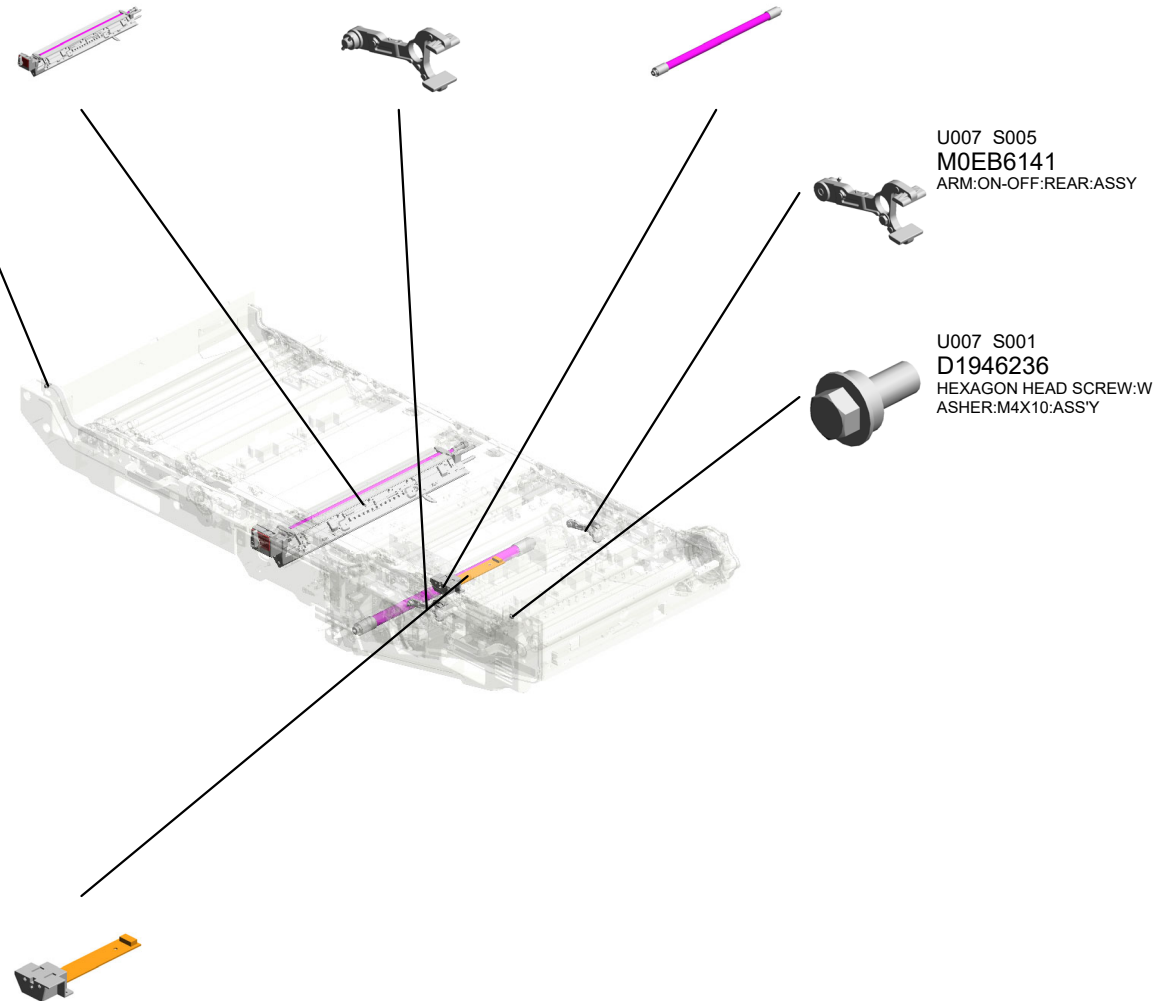 U007 S005
M0EB6141
ARM:ON-OFF:REAR:ASSY
U007 S001
D1946236
HEXAGON HEAD SCREW:W
ASHER:M4X10:ASS'Y